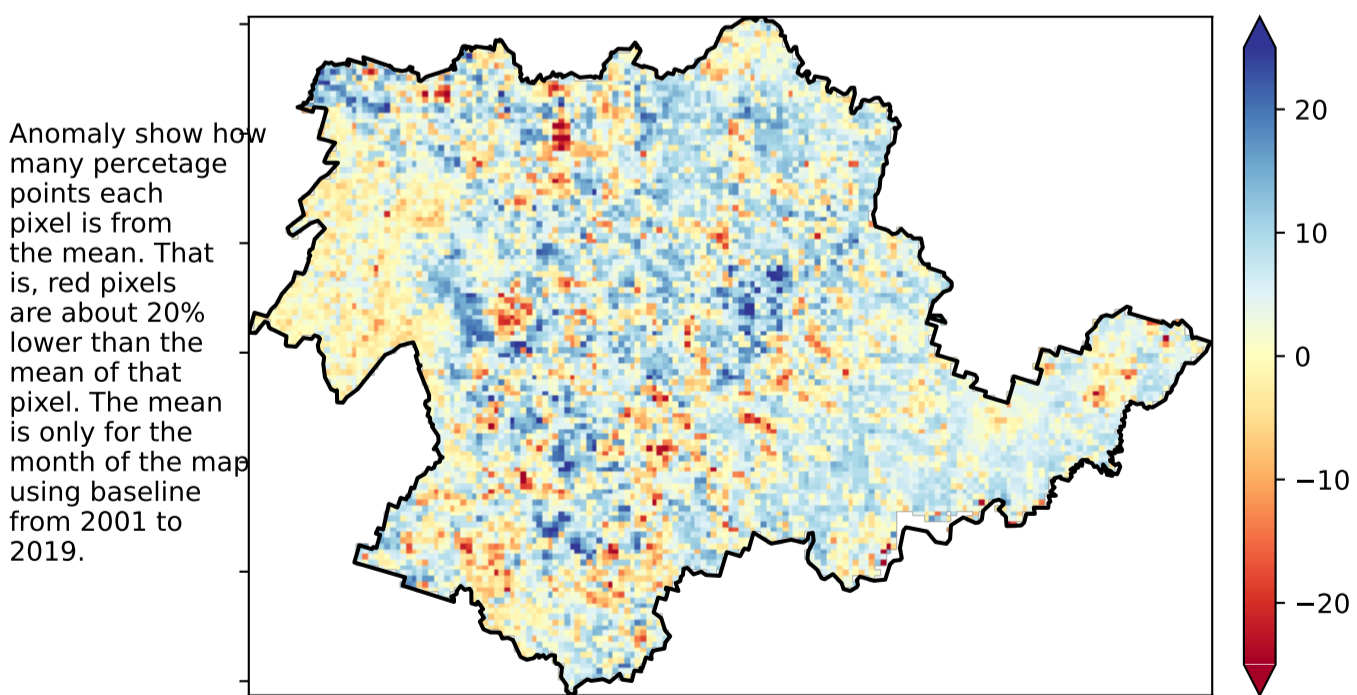 Anomaly show how
many percetage
points each
pixel is from
the mean. That
is, red pixels
are about 20%
lower than the
mean of that
pixel. The mean
is only for the
month of the map
using baseline
from 2001 to
2019.
20
10
0
−10
−20